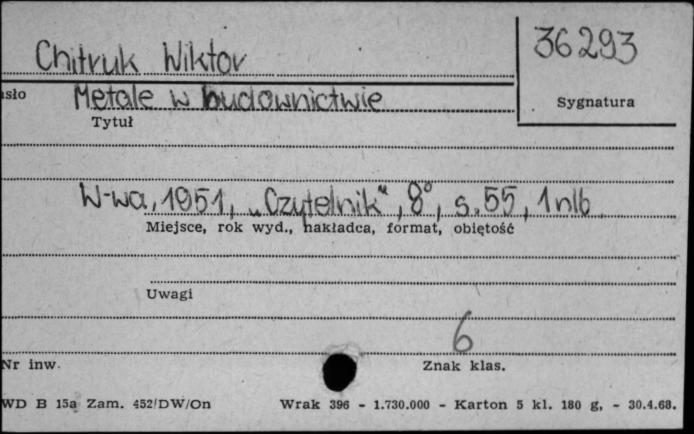 Chitruk Wiktor
36293
Sygnatura
Metale w budownictwie
Tytuł
W-wa, 1951, „Czytelnik", 8°, s. 55, 1 nlb
Miejsce, rok wyd., nakładca, format, objętość
Uwagi
6
Nr inw. Znak klas.
WD B 15a Zam. 452/DW/On Wrak 396 - 1.730.000 - Karton 5 kl. 180 g. - 30.4.68.